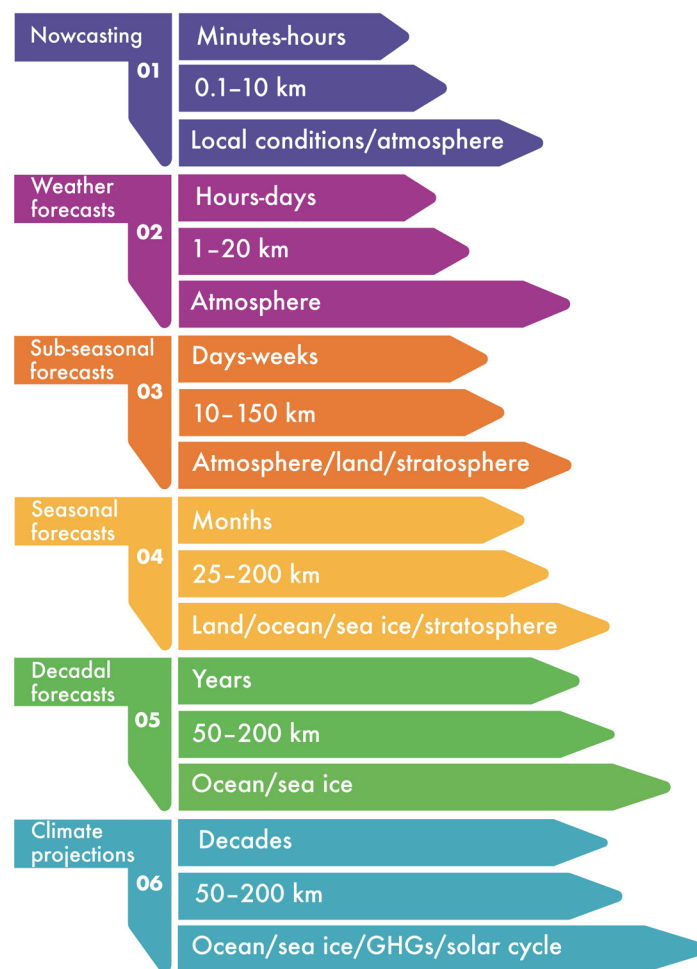 Nowcasting
01
Minutes-hours
0.1–10 km
Local conditions/atmosphere
Weather
forecasts
02
Hours-days
1–20 km
Atmosphere
Sub-seasonal
forecasts
03
Days-weeks
10–150 km
Atmosphere/land/stratosphere
Seasonal
forecasts
04
Months
25–200 km
Land/ocean/sea ice/stratosphere
Decadal
forecasts
05
Years
50–200 km
Ocean/sea ice
Climate
projections
06
Decades
50–200 km
Ocean/sea ice/GHGs/solar cycle